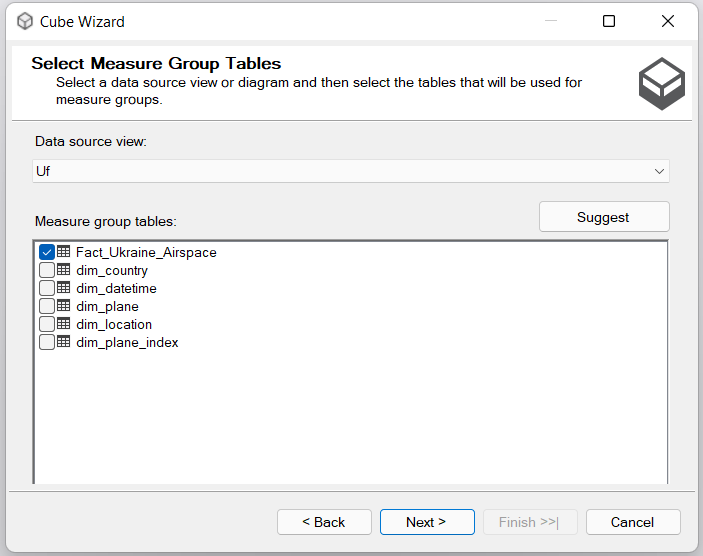 Cube Wizard
Select Measure Group Tables
Select a data source view or diagram and then select the tables that will be used for
measure groups.
Data source view:
Uf
Suggest
Measure group tables:
Fact_Ukraine_Airspace
dim_country
dim_datetime
dim_plane
dim_location
dim_plane_index
< Back
Next >
Finish >>|
Cancel